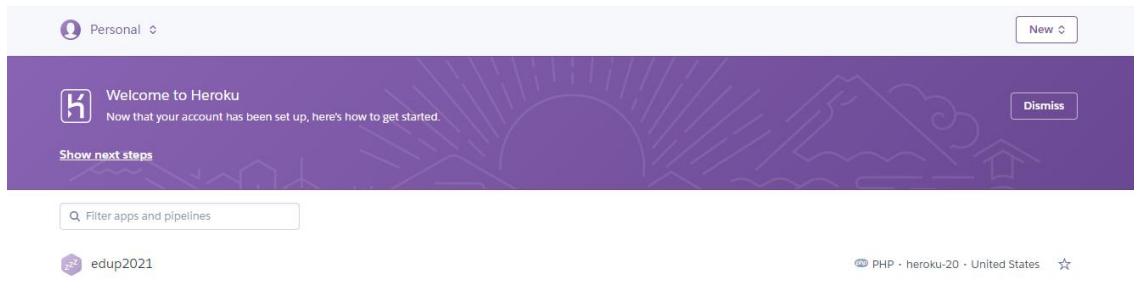 Personal
New
Welcome to Heroku
Now that your account has been set up, here's how to get started.
Dismiss
Show next steps
Filter apps and pipelines
edup2021
PHP · heroku-20 · United States